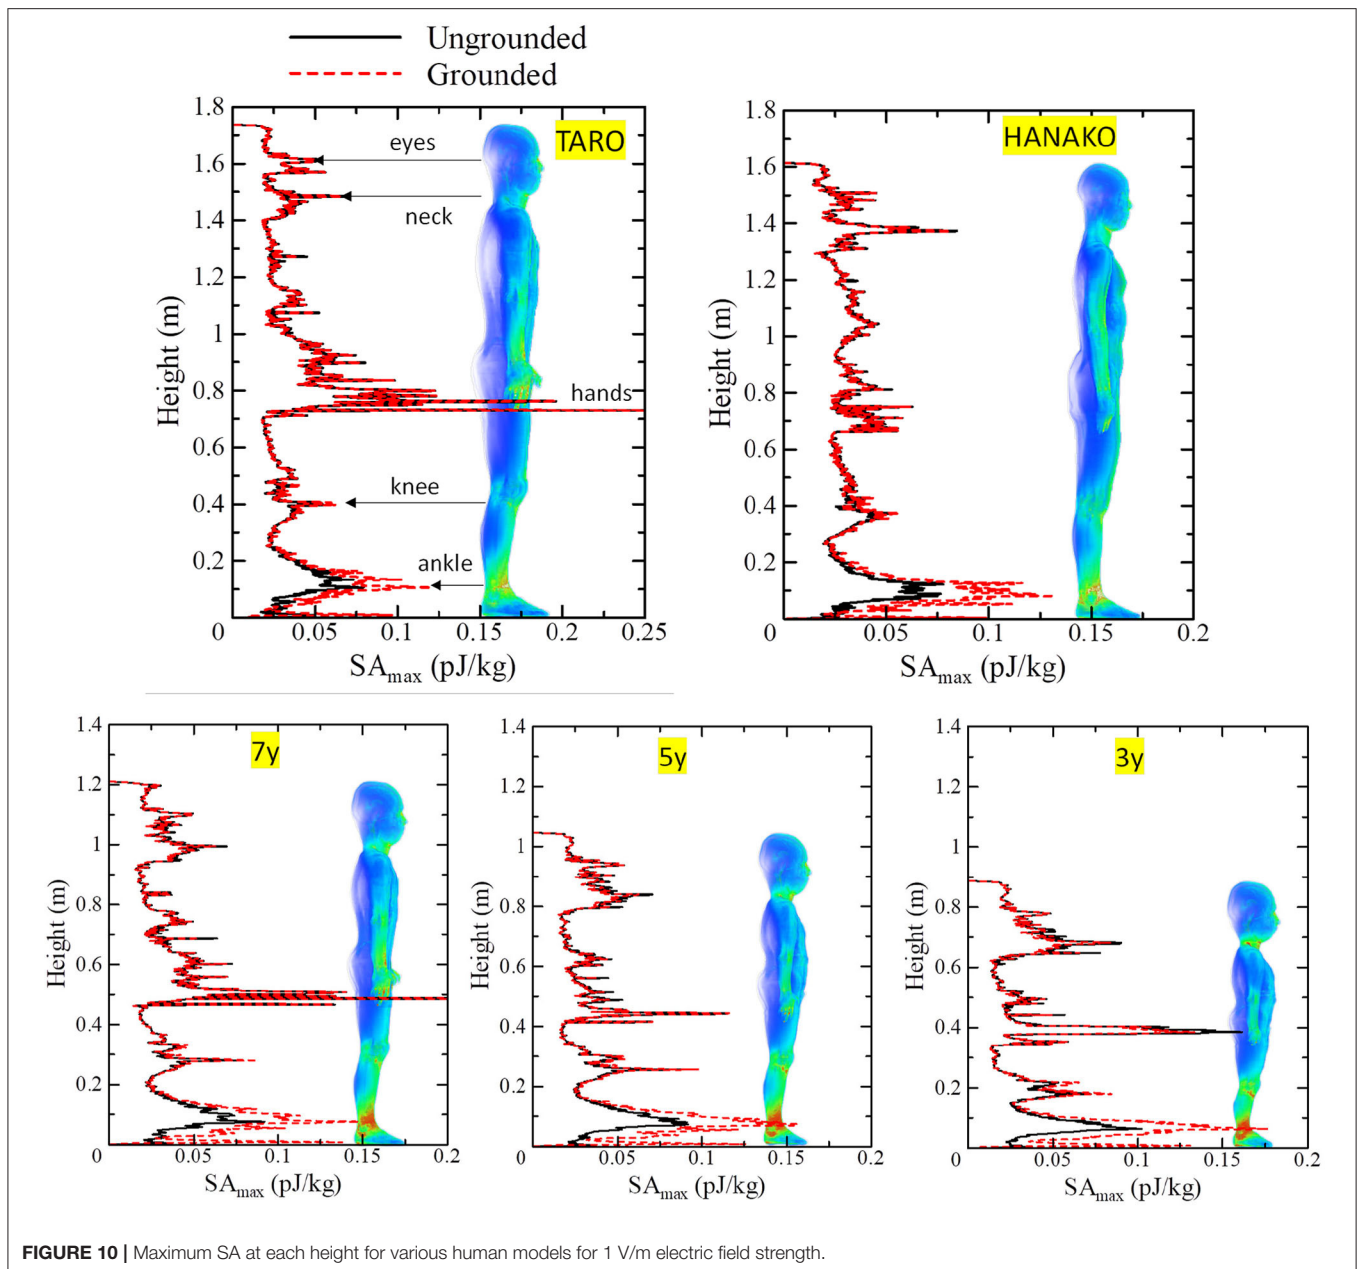 Ungrounded
Grounded
TARO
1.8
1.6
1.4
1.2
1
0.8
0.6
0.4
0.2
0
Height (m)
eyes
neck
hands
knee
ankle
0.05
0.1
0.15
0.2
0.25
SAmax (pJ/kg)
HANAKO
1.8
1.6
1.4
1.2
1
0.8
0.6
0.4
0.2
0
Height (m)
0.05
0.1
0.15
0.2
SAmax (pJ/kg)
7y
1.4
1.2
1
0.8
0.6
0.4
0.2
0
Height (m)
0.05
0.1
0.15
0.2
SAmax (pJ/kg)
5y
1.4
1.2
1
0.8
0.6
0.4
0.2
0
Height (m)
0.05
0.1
0.15
0.2
SAmax (pJ/kg)
3y
1.4
1.2
1
0.8
0.6
0.4
0.2
0
Height (m)
0.05
0.1
0.15
0.2
SAmax (pJ/kg)
FIGURE 10 | Maximum SA at each height for various human models for 1 V/m electric field strength.